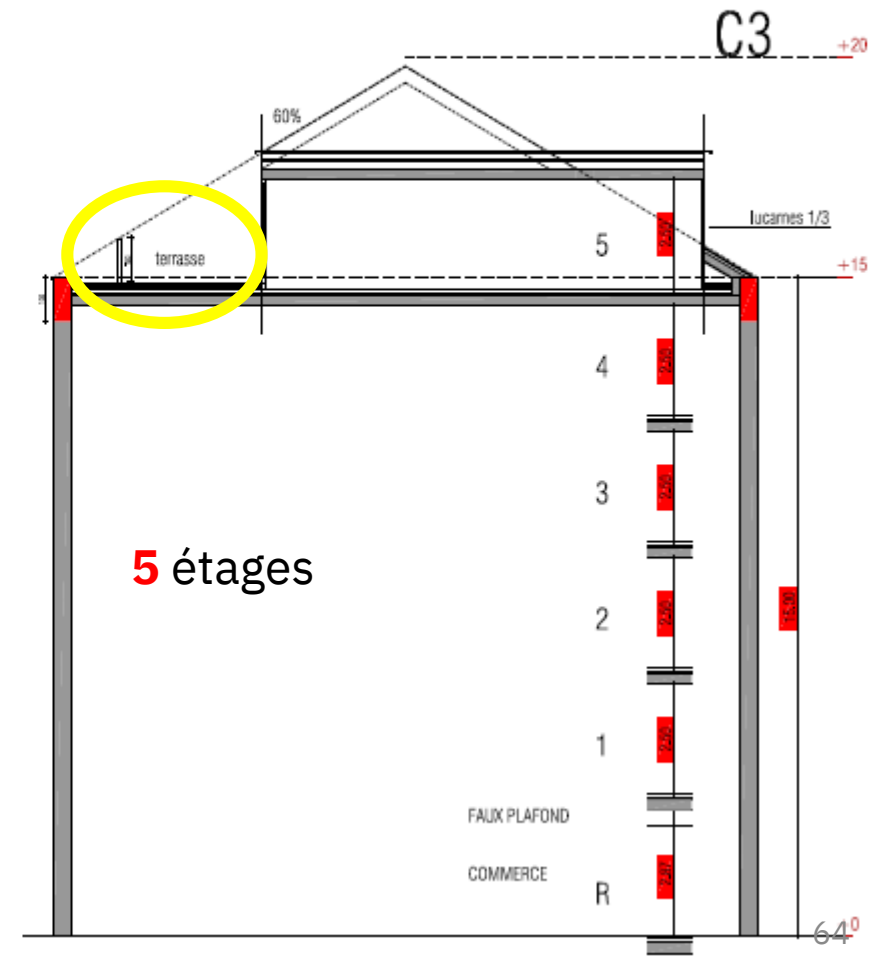 C3
+20
60%
lucarnes 1/3
5
terrasse
+15
4
3
5 étages
2
1
FAUX PLAFOND
COMMERCE
R
64
0